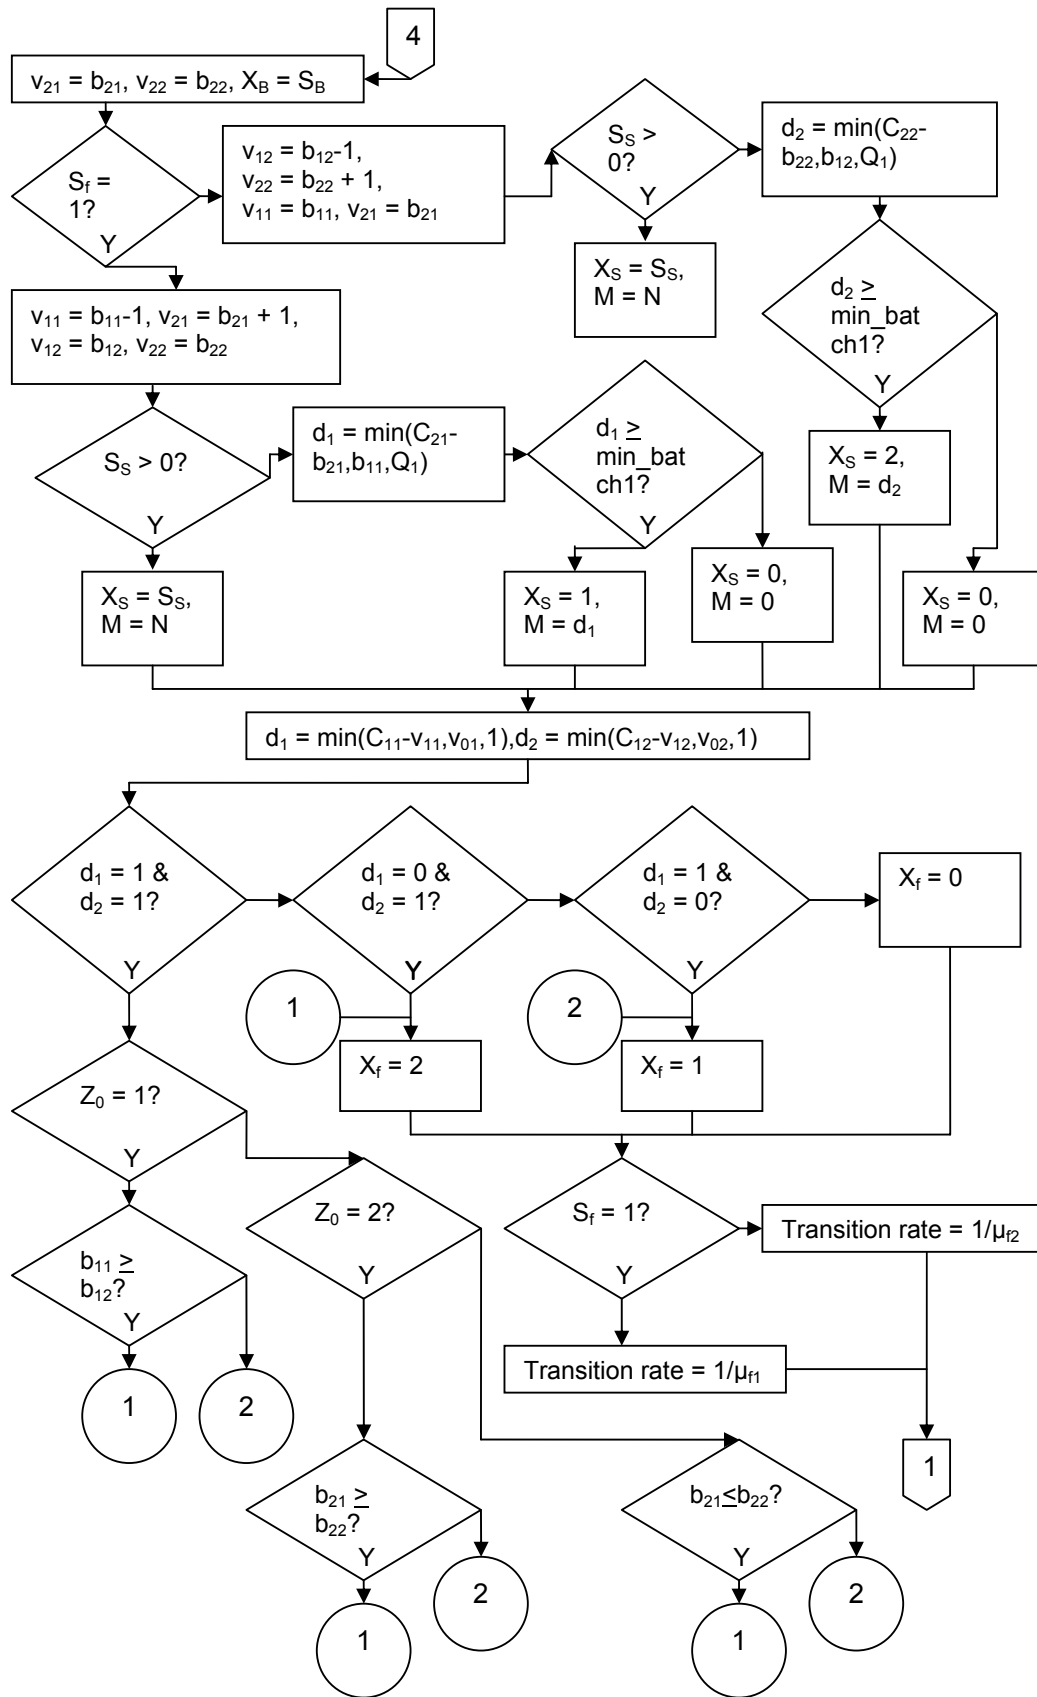 4
v21 = b21, v22 = b22, XB = SB
Sf =
1?
Y
v12 = b12-1,
v22 = b22 + 1,
v11 = b11, v21 = b21
SS >
0?
Y
d2 = min(C22-
b22,b12,Q1)
XS = SS,
M = N
d2 ≥
min_bat
ch1?
Y
v11 = b11-1, v21 = b21 + 1,
v12 = b12, v22 = b22
SS > 0?
Y
d1 = min(C21-
b21,b11,Q1)
d1 ≥
min_bat
ch1?
Y
XS = 2,
M = d2
XS = SS,
M = N
XS = 1,
M = d1
XS = 0,
M = 0
XS = 0,
M = 0
d1 = min(C11-v11,v01,1),d2 = min(C12-v12,v02,1)
d1 = 1 &
d2 = 1?
Y
d1 = 0 &
d2 = 1?
Y
d1 = 1 &
d2 = 0?
Y
Xf = 0
1
2
Xf = 2
Xf = 1
Z0 = 1?
Y
Z0 = 2?
Y
Sf = 1?
Y
Transition rate = 1/μf2
b11 ≥
b12?
Y
Transition rate = 1/μf1
1
2
1
b21 ≥
b22?
Y
b21≤b22?
Y
2
2
1
1